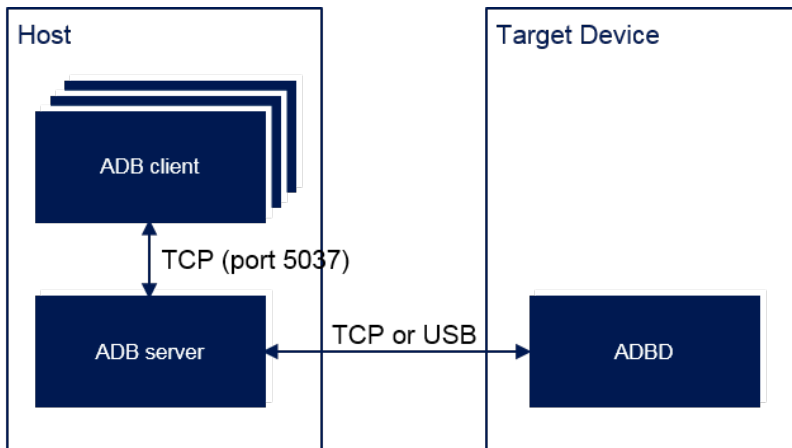 Host
Target Device
ADB client
TCP (port 5037)
ADB server
TCP or USB
ADBD